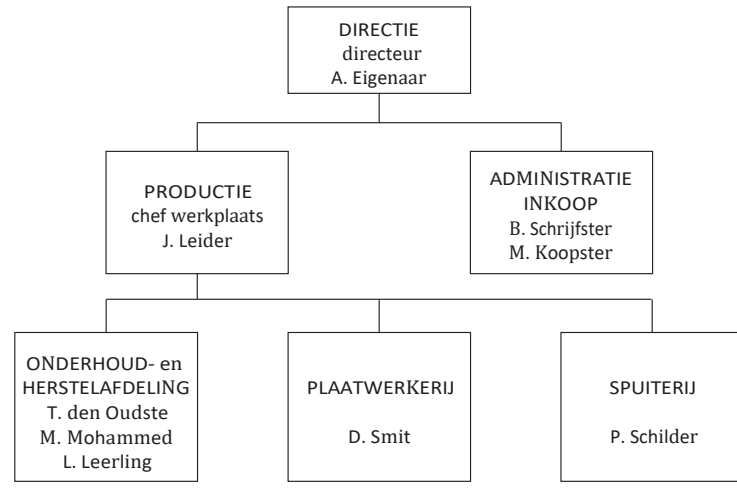 DIRECTIE
directeur
A. Eigenaar
PRODUCTIE
chef werkplaats
J. Leider
ADMINISTRATIE
INKOOP
B. Schrijfster
M. Koopster
ONDERHOUD- en
HERSTELAFDELING
T. den Oudste
M. Mohammed
L. Leerling
PLAATWERKERIJ
D. Smit
SPUITERIJ
P. Schilder